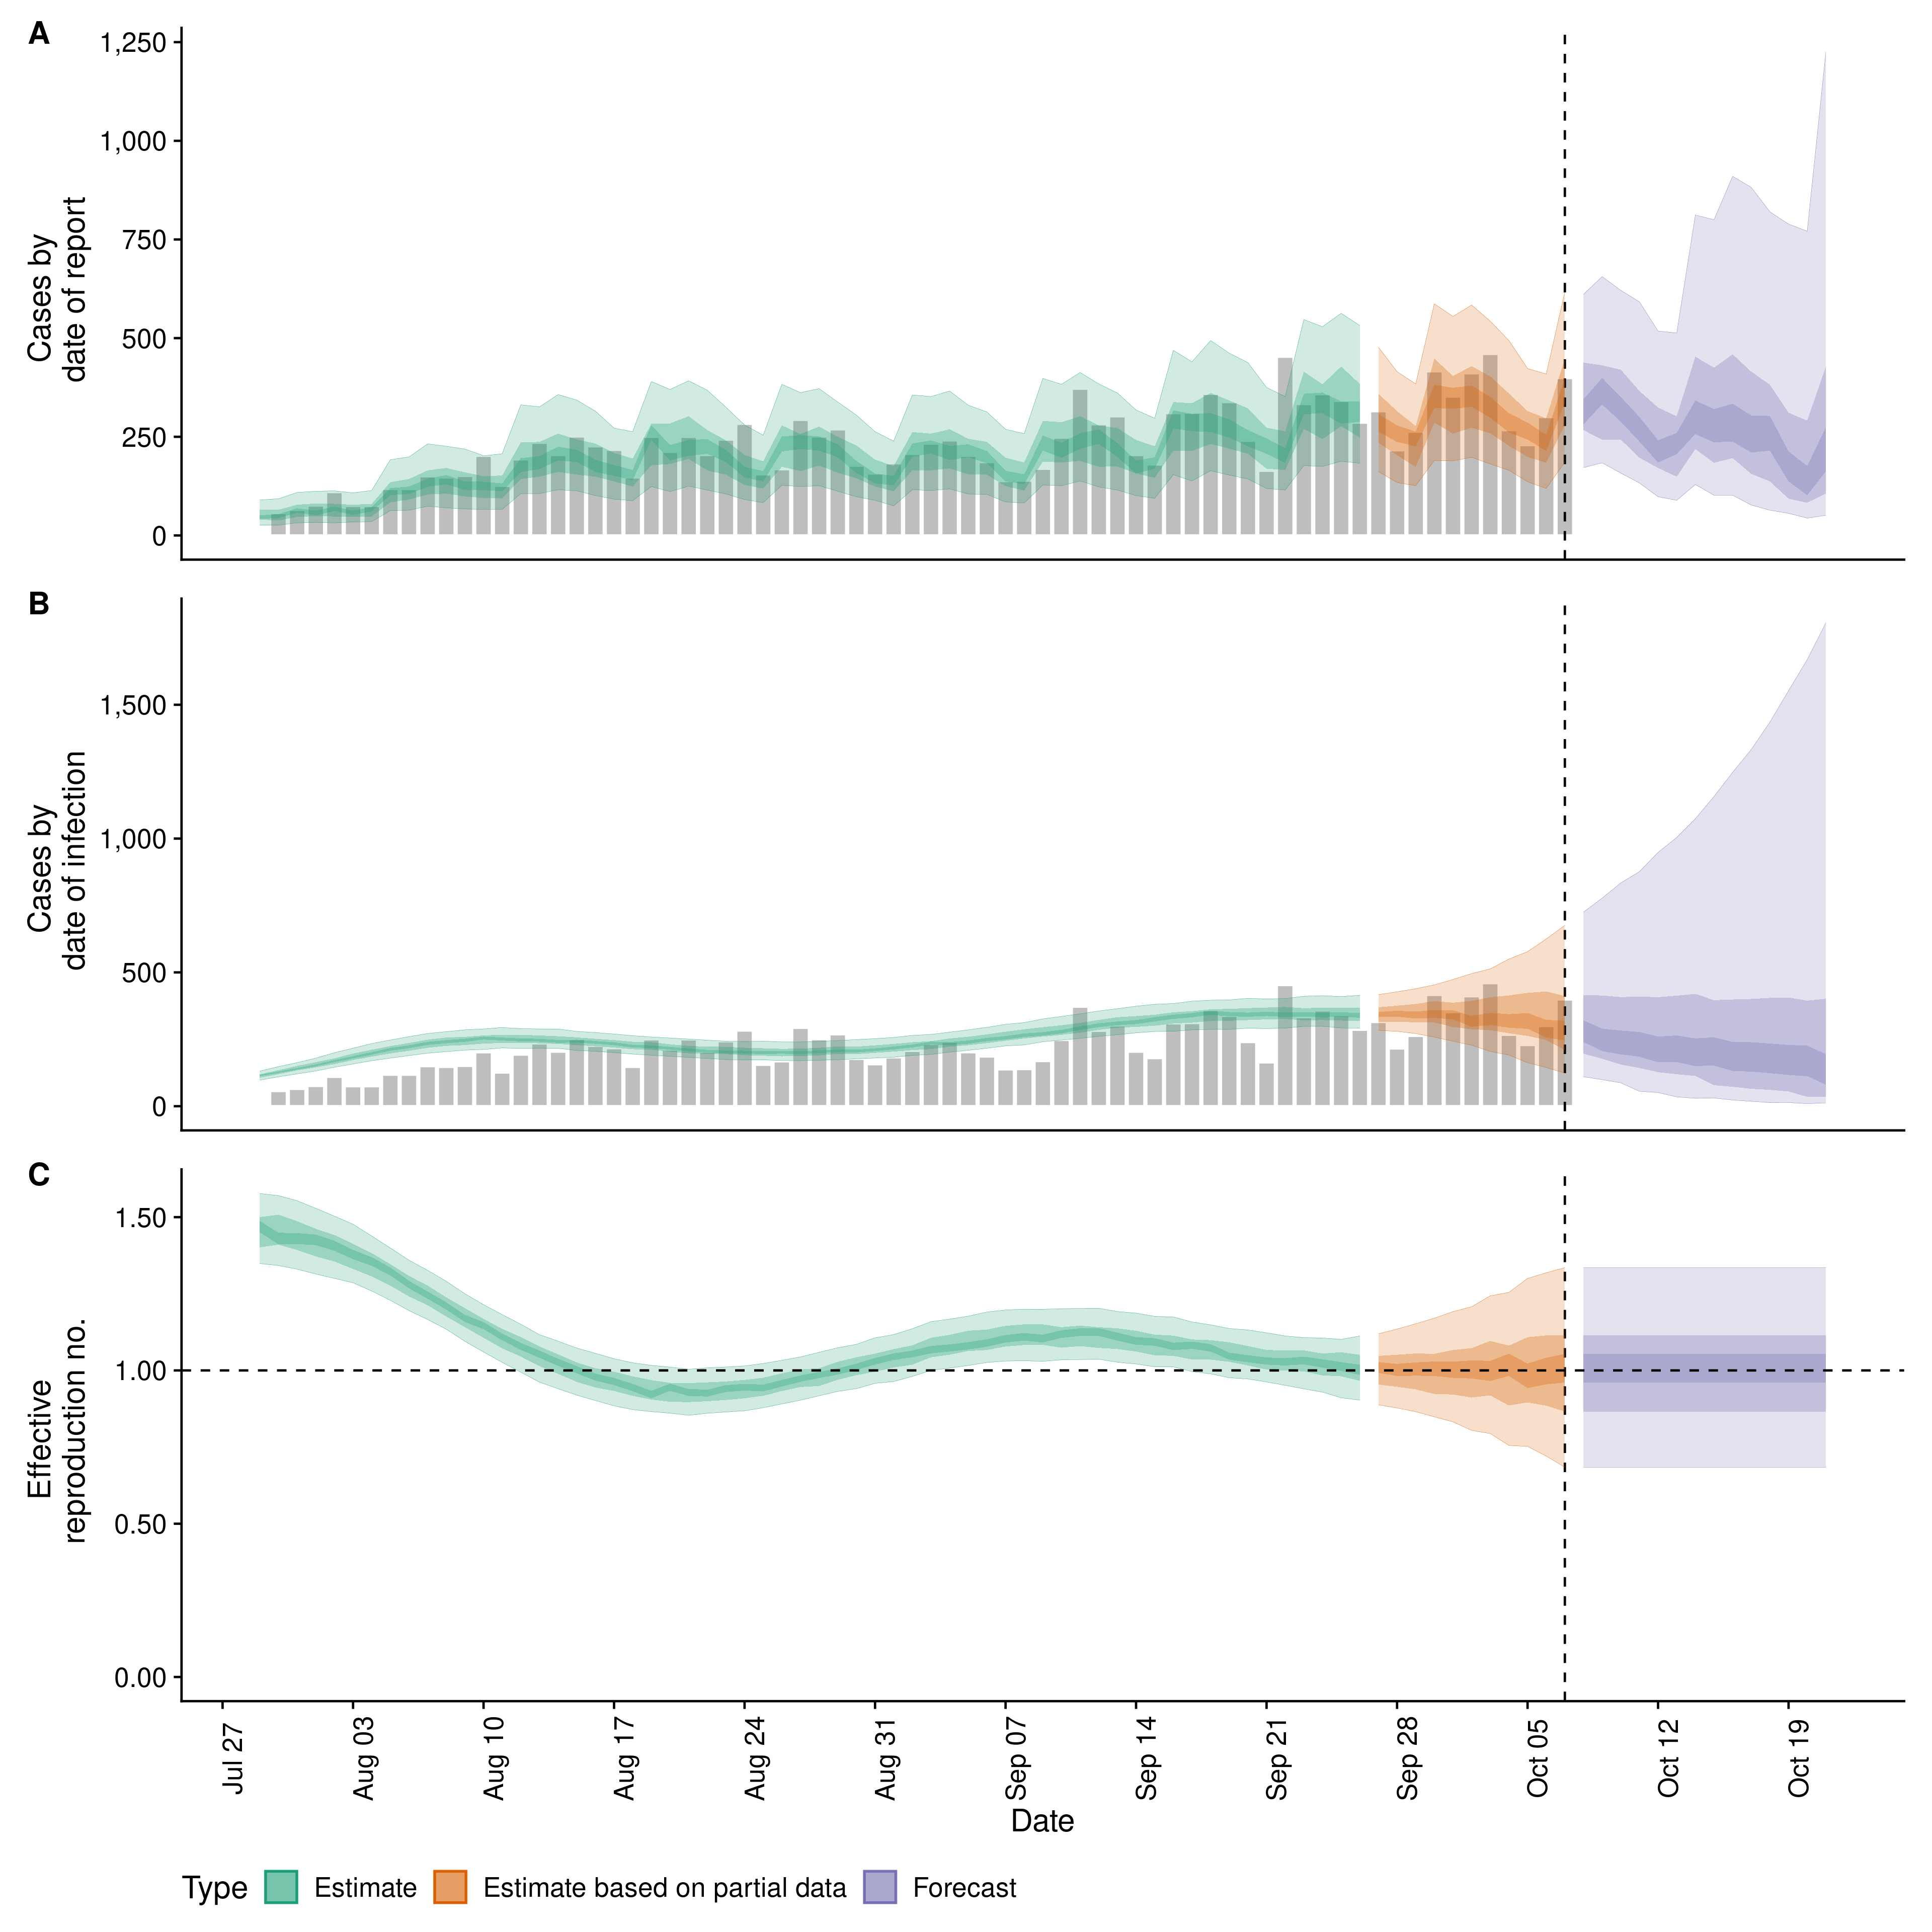 A
1,250
1,000
750
500
250
0
Cases by
date of report
B
1,500
1,000
500
0
Cases by
date of infection
C
1.50
1.00
0.50
0.00
Effective
reproduction no.
Jul 27
Aug 03
Aug 10
Aug 17
Aug 24
Aug 31
Sep 07
Sep 14
Sep 21
Sep 28
Oct 05
Oct 12
Oct 19
Date
Type Estimate Estimate based on partial data Forecast